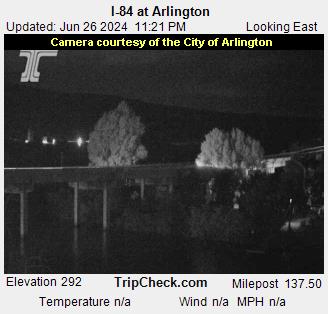 I-84 at Arlington
Updated: Jun 26 2024 11:21 PM Looking East
Camera courtesy of the City of Arlington
Elevation 292 TripCheck.com Milepost 137.50
Temperature n/a Wind n/a MPH n/a